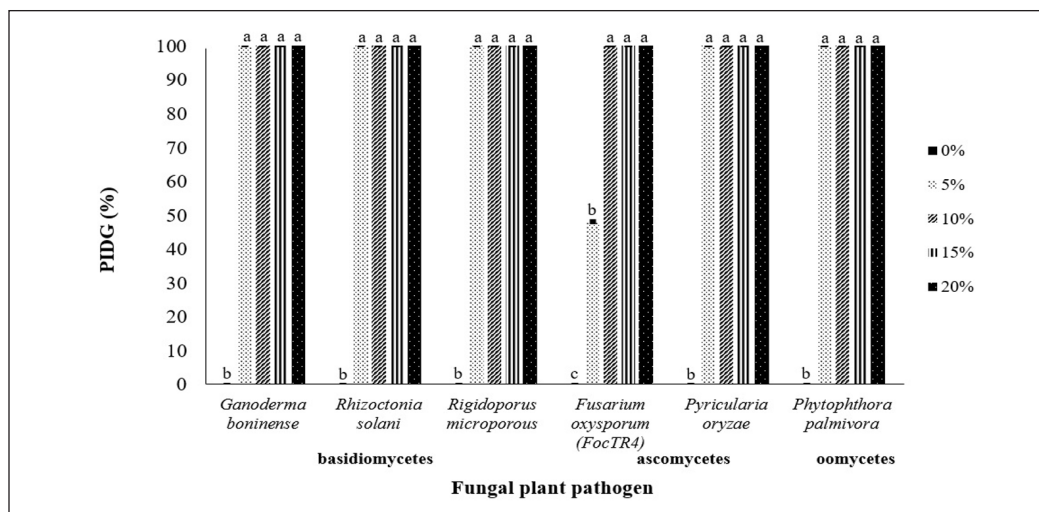 a a a a a a a a a a a a a a a a a a a a a a a
100
90
80
70
60
50
40
30
20
10
0
PIDG (%)
b
b b b c b b
0%
5%
10%
15%
20%
Ganoderma boninense
Rhizoctonia solani
Rigidoporus microporous
Fusarium oxysporum (FocTR4)
Pyricularia oryzae
Phytophthora palmivora
basidiomycetes ascomycetes oomycetes
Fungal plant pathogen